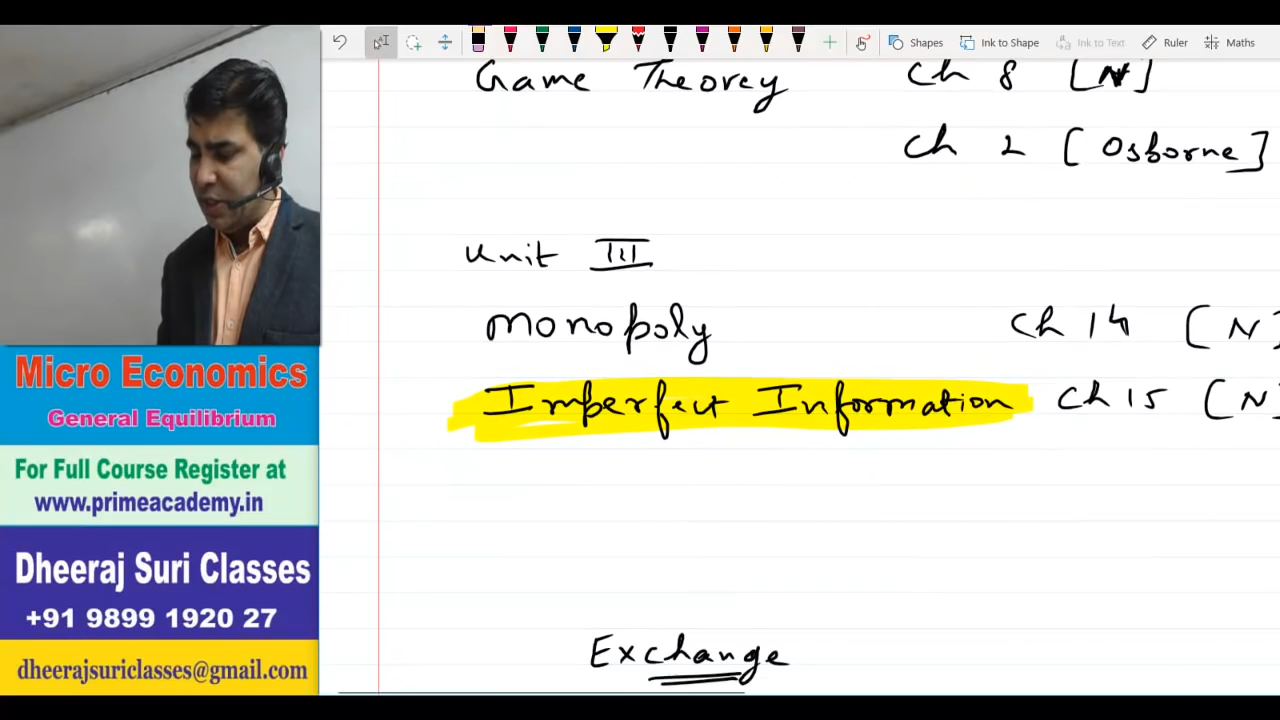 Shapes
Ink to Shape
Ink to Text
Ruler
Maths
Game Theorey Ch 8 [N]
Ch 2 [Osborne]
Unit III
Monopoly Ch 14 [N]
Imperfect Information Ch 15 [N]
Exchange
Micro Economics
General Equilibrium
For Full Course Register at
www.primeacademy.in
Dheeraj Suri Classes
+91 9899 1920 27
dheerajsuriclasses@gmail.com